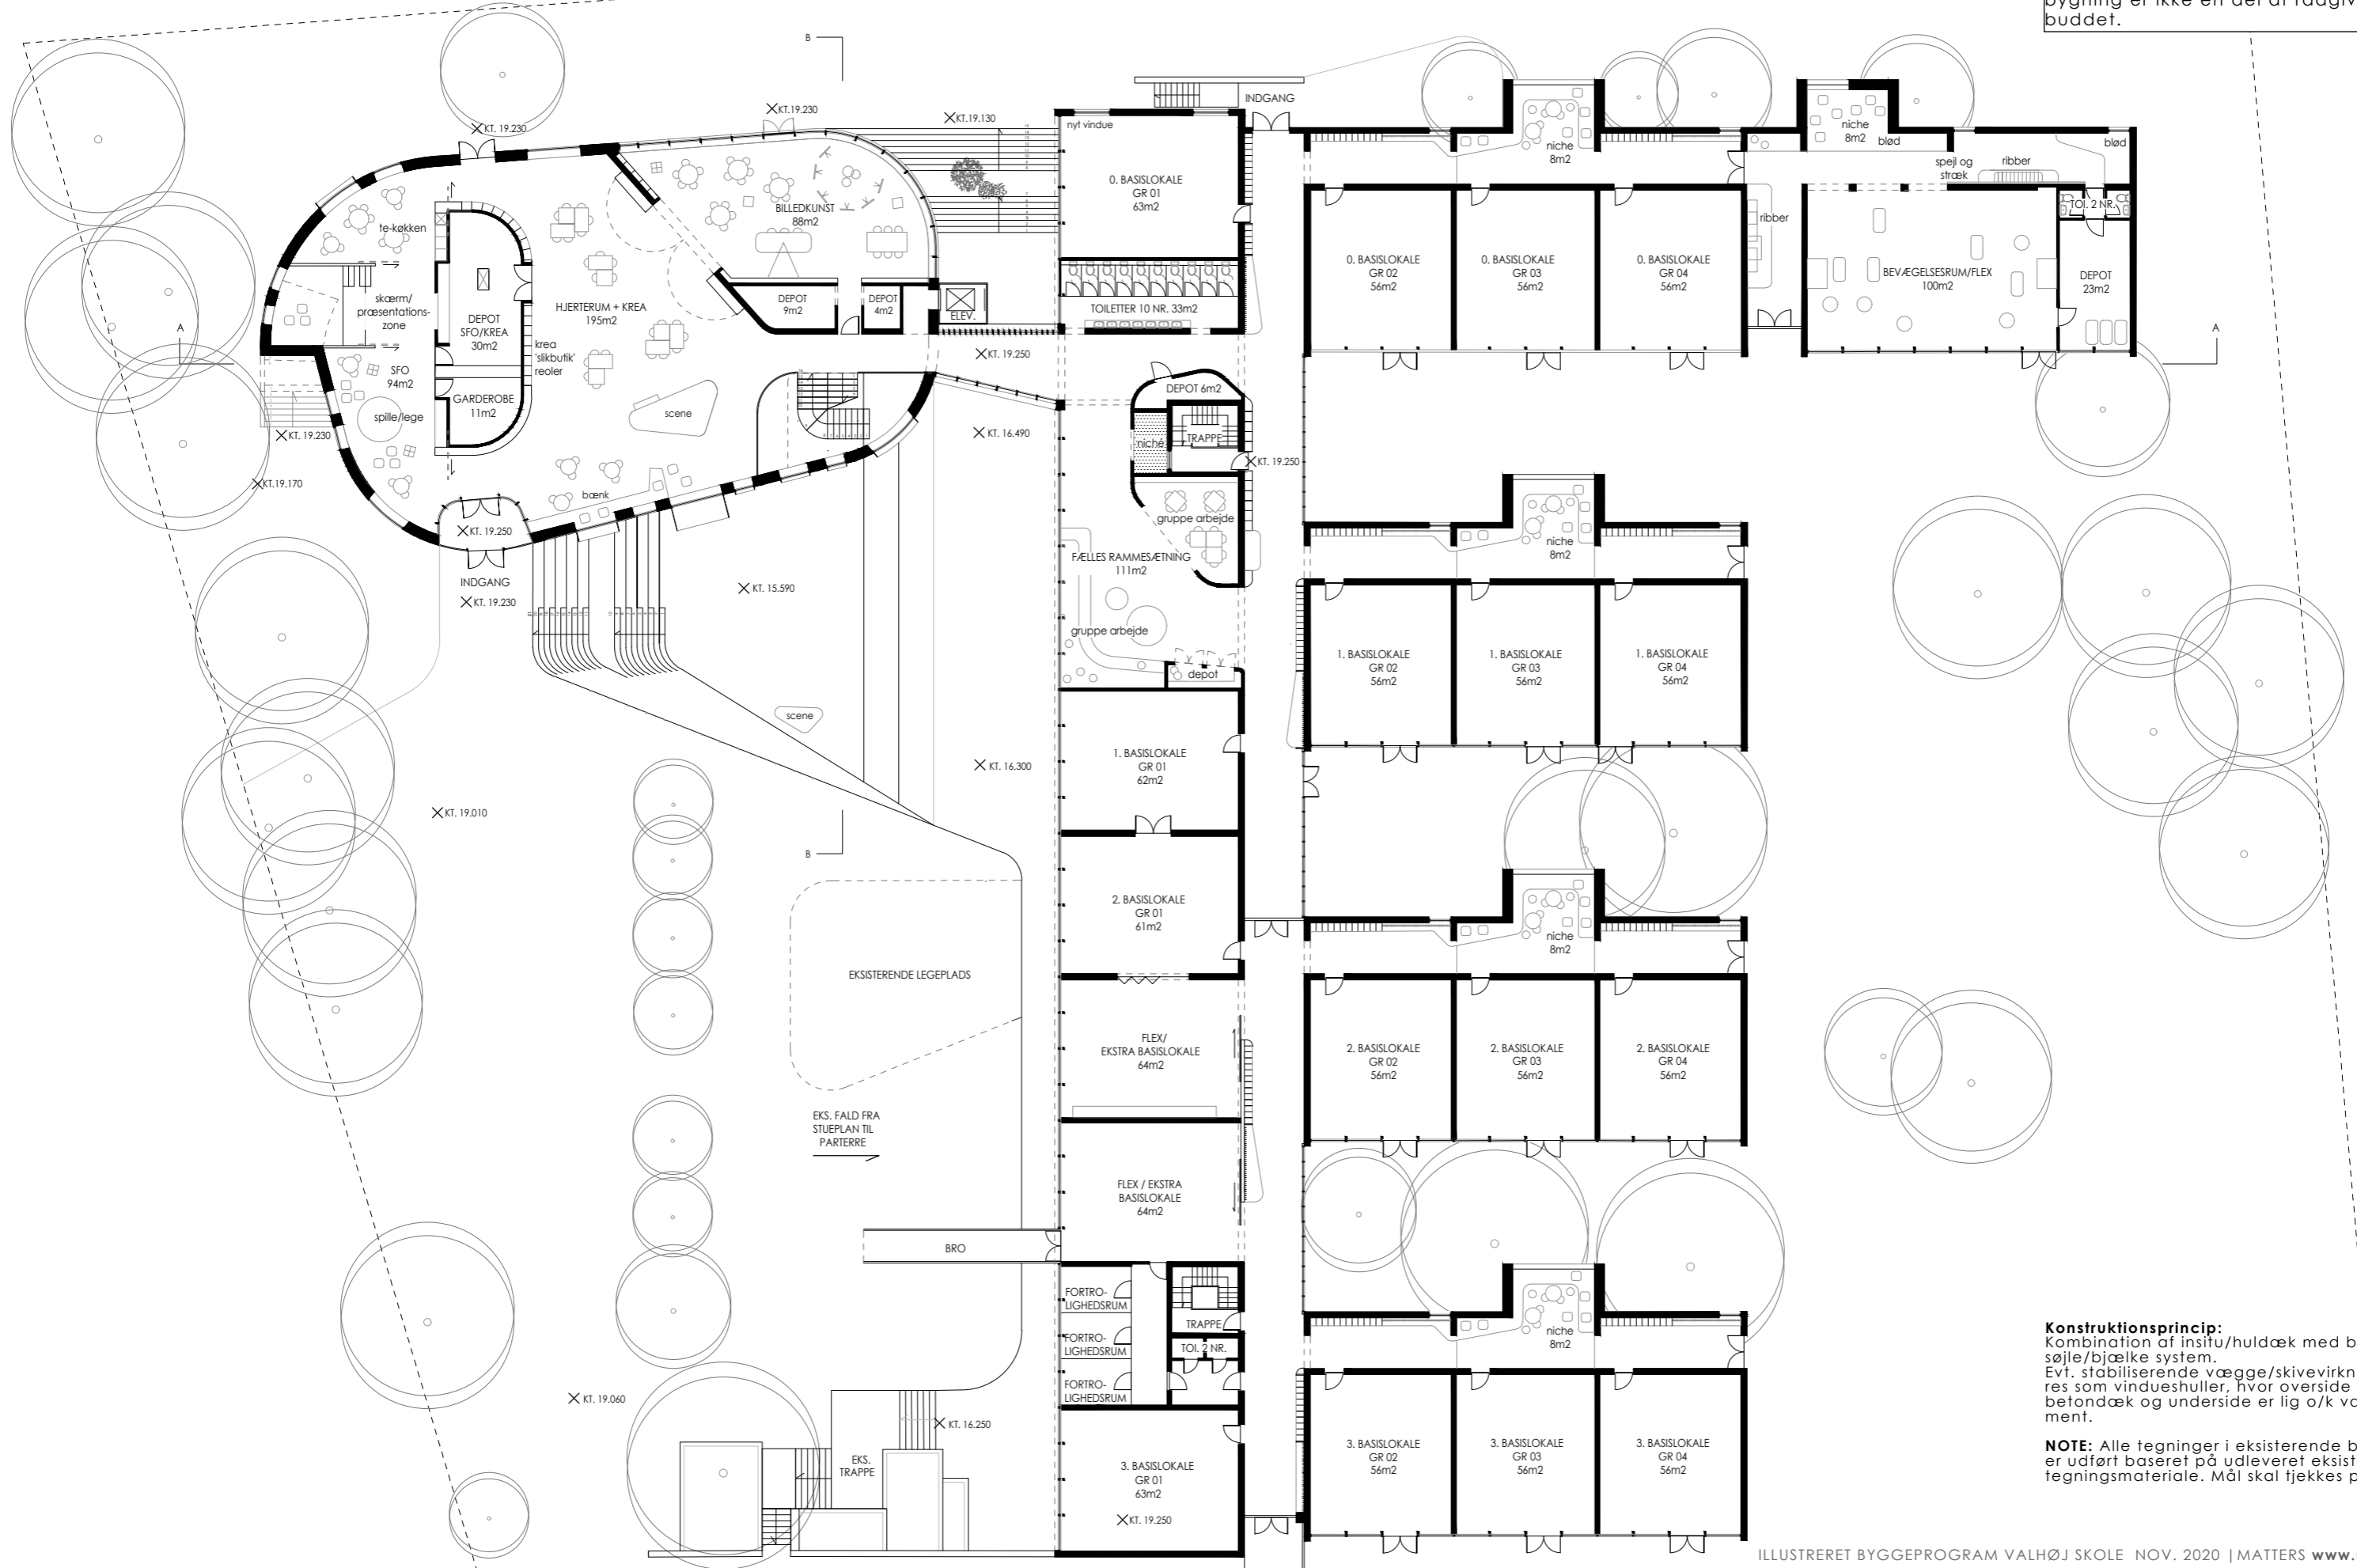 bygning er ikke en del af rådgiv
buddet.
B
KT.19.230
KT. 19.230
KT.19.130
nyt vindue
INDGANG
niche
8m2
niche
8m2
blød
blød
spejl og
stræk
ribber
TOI. 2 NR.
0. BASISLOKALE
GR 01
63m2
BILLEDKUNST
88m2
te-køkken
ribber
0. BASISLOKALE
GR 02
56m2
0. BASISLOKALE
GR 03
56m2
0. BASISLOKALE
GR 04
56m2
BEVÆGELSESRUM/FLEX
100m2
DEPOT
23m2
skærm/
præsentations-
zone
DEPOT
SFO/KREA
30m2
HJERTERUM + KREA
195m2
DEPOT
9m2
DEPOT
4m2
ELEV.
TOILETTER 10 NR. 33m2
A
A
krea
'slikbutik'
reoler
KT. 19.250
SFO
94m2
GARDEROBE
11m2
spille/lege
scene
DEPOT 6m2
niche
TRAPPE
KT. 19.230
KT. 16.490
KT. 19.250
KT.19.170
bænk
KT. 19.250
gruppe arbejde
niche
8m2
FÆLLES RAMMESÆTNING
111m2
INDGANG
KT. 19.230
KT. 15.590
gruppe arbejde
depot
1. BASISLOKALE
GR 02
56m2
1. BASISLOKALE
GR 03
56m2
1. BASISLOKALE
GR 04
56m2
scene
1. BASISLOKALE
GR 01
62m2
KT. 16.300
KT. 19.010
B
2. BASISLOKALE
GR 01
61m2
niche
8m2
EKSISTERENDE LEGEPLADS
FLEX/
EKSTRA BASISLOKALE
64m2
2. BASISLOKALE
GR 02
56m2
2. BASISLOKALE
GR 03
56m2
2. BASISLOKALE
GR 04
56m2
EKS. FALD FRA
STUEPLAN TIL
PARTERRE
FLEX / EKSTRA
BASISLOKALE
64m2
BRO
FORTRO-
LIGHEDSRUM
FORTRO-
LIGHEDSRUM
FORTRO-
LIGHEDSRUM
TRAPPE
TOI. 2 NR.
niche
8m2
KT. 19.060
KT. 16.250
EKS.
TRAPPE
3. BASISLOKALE
GR 01
63m2
KT. 19.250
3. BASISLOKALE
GR 02
56m2
3. BASISLOKALE
GR 03
56m2
3. BASISLOKALE
GR 04
56m2
Konstruktionsprincip:
Kombination af insitu/huldæk med b
søjle/bjælke system.
Evt. stabiliserende vægge/skivevirkn
res som vindueshuller, hvor overside
betondæk og underside er lig o/k va
ment.
NOTE: Alle tegninger i eksisterende b
er udført baseret på udleveret eksist
tegningsmateriale. Mål skal tjekkes p
ILLUSTRERET BYGGEPROGRAM VALHØJ SKOLE NOV. 2020 | MATTERS www.